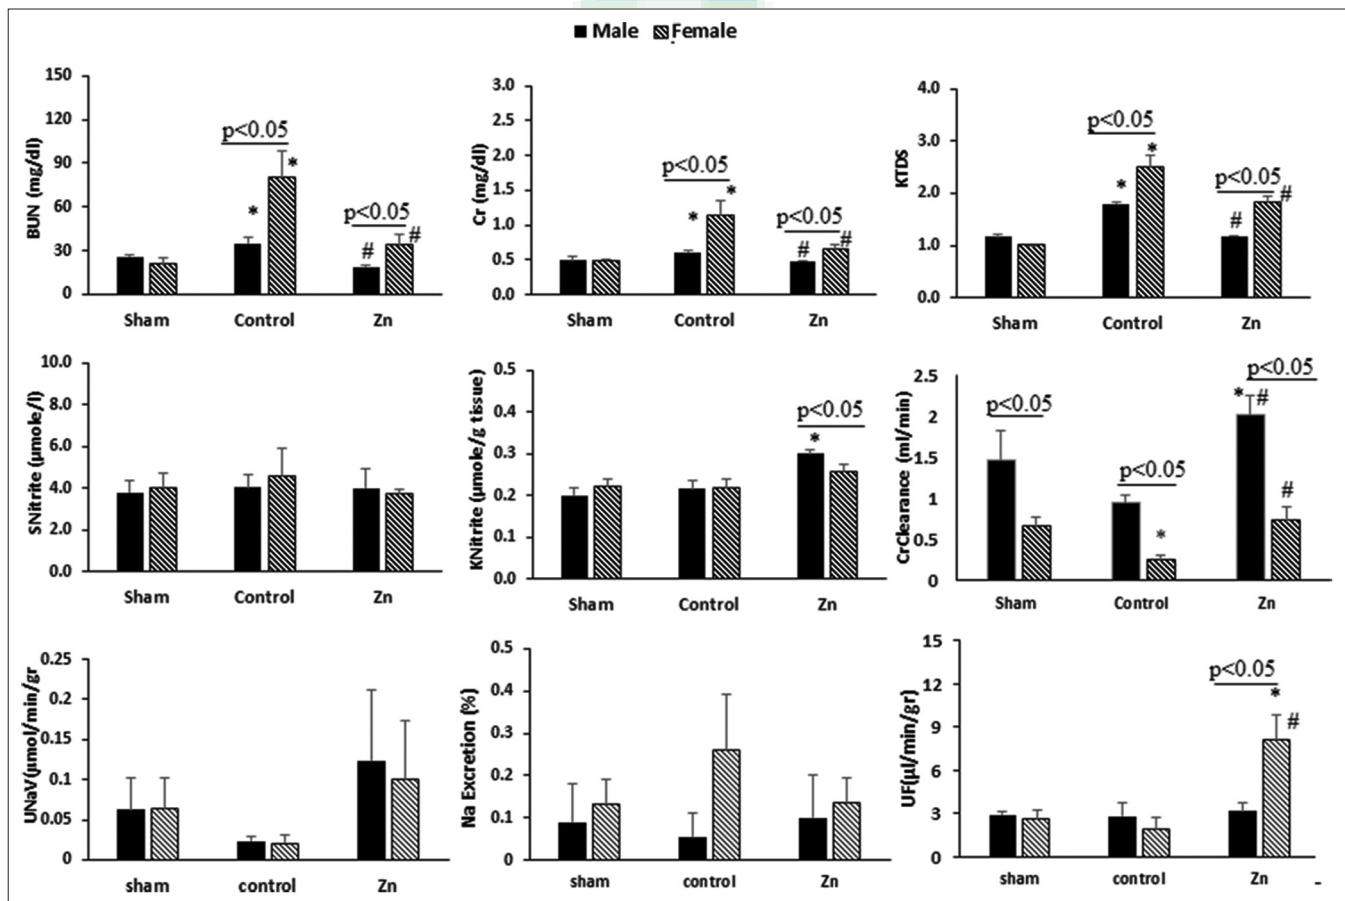 Male Female
BUN (mg/dl)
150
120
90
60
30
0
p<0.05
*
*
p<0.05
#
#
Sham Control Zn
Cr (mg/dl)
3.0
2.5
2.0
1.5
1.0
0.5
0.0
p<0.05
*
*
p<0.05
#
#
Sham Control Zn
KTDS
4.0
3.0
2.0
1.0
0.0
p<0.05
*
*
p<0.05
#
#
Sham Control Zn
SNitrite (µmole/l)
10.0
8.0
6.0
4.0
2.0
0.0
Sham Control Zn
KNitrite (µmole/g tissue)
0.5
0.4
0.3
0.2
0.1
0.0
p<0.05
*
Sham Control Zn
CrClearance (ml/min)
2.5
2
1.5
1
0.5
0
p<0.05
p<0.05
*
p<0.05
* #
#
Sham Control Zn
UNaV(µmol/min/gr
0.25
0.2
0.15
0.1
0.05
0
sham control Zn
Na Excretion (%)
0.5
0.4
0.3
0.2
0.1
0
sham control Zn
UF(µl/min/gr)
15
12
9
6
3
0
p<0.05
*
#
sham control Zn